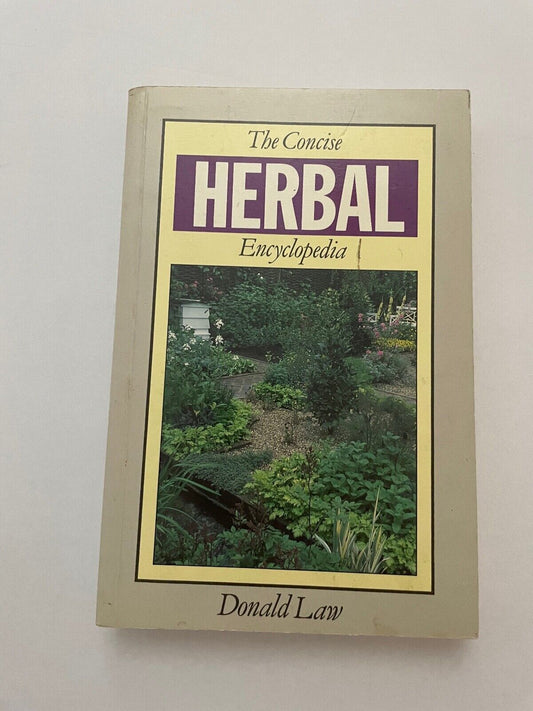 The Concise
HERBAL
Encyclopedia
Donald Law